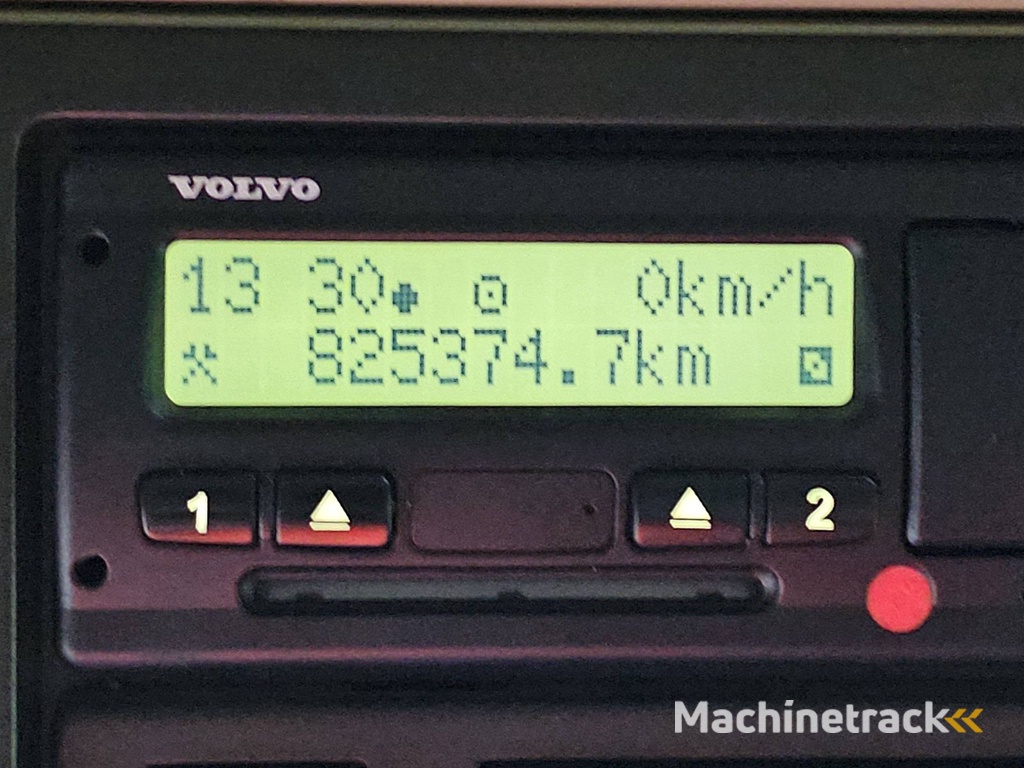 VOLVO
13 30 0km/h
825374.7km
1 2
Machinetrack